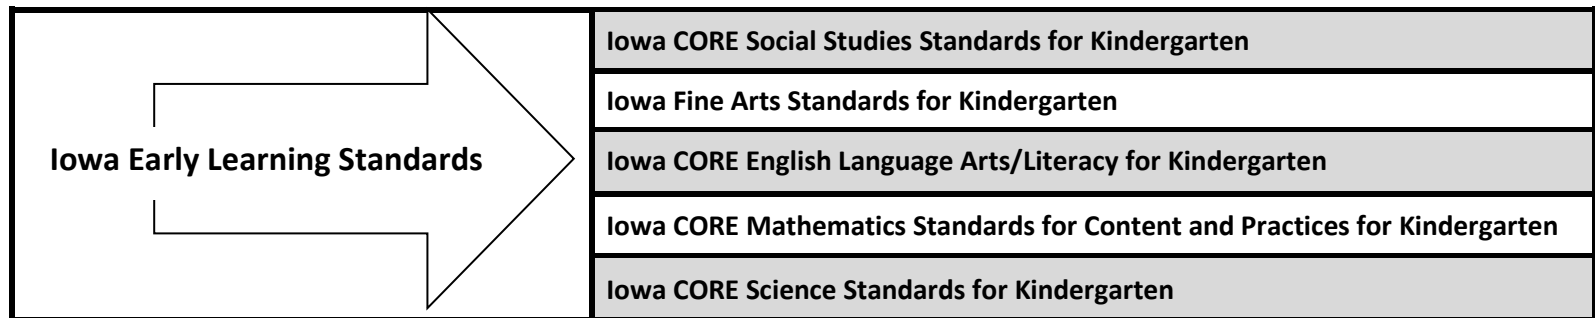 Iowa Early Learning Standards
Iowa CORE Social Studies Standards for Kindergarten
Iowa Fine Arts Standards for Kindergarten
Iowa CORE English Language Arts/Literacy for Kindergarten
Iowa CORE Mathematics Standards for Content and Practices for Kindergarten
Iowa CORE Science Standards for Kindergarten